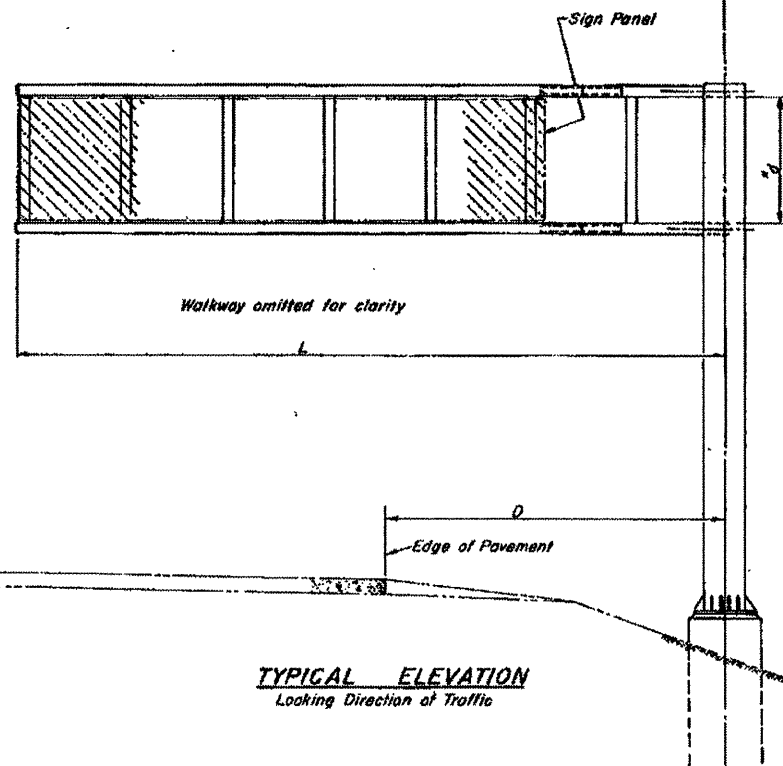 Sign Panel
Walkway omitted for clarity
L
D
Edge of Pavement
TYPICAL ELEVATION
Looking Direction of Traffic